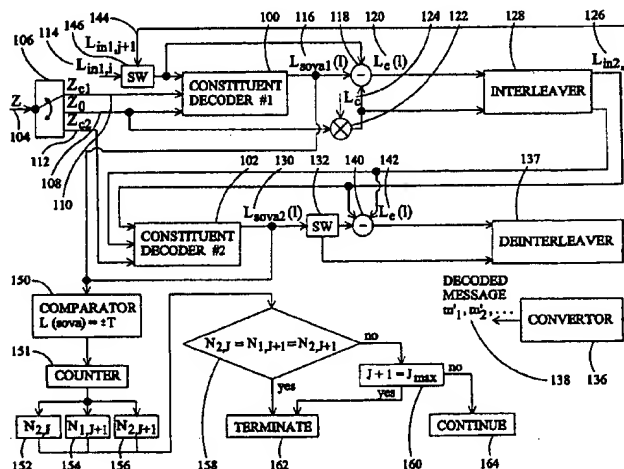 144
146
100
116
118
120
124
122
128
126
114
L_in1,j+1
106
L_in1,i
SW
CONSTITUENT
DECODER #1
L_sova1 (l)
L_e (l)
INTERLEAVER
Z_c1
Z_0
Z_c2
Z
104
112
108
110
102
130
132
140
142
137
L_sova2 (l)
SW
L_e (l)
CONSTITUENT
DECODER #2
DEINTERLEAVER
150
COMPARATOR
L (sova) = ±T
151
COUNTER
N_2,J
N_1,J+1
N_2,J+1
152
154
156
N_2,J = N_1,J+1 = N_2,J+1
no
yes
158
TERMINATE
162
J + 1 = J_max
no
yes
160
CONTINUE
164
DECODED
MESSAGE
m'_1, m'_2, . . .
138
CONVERTOR
136